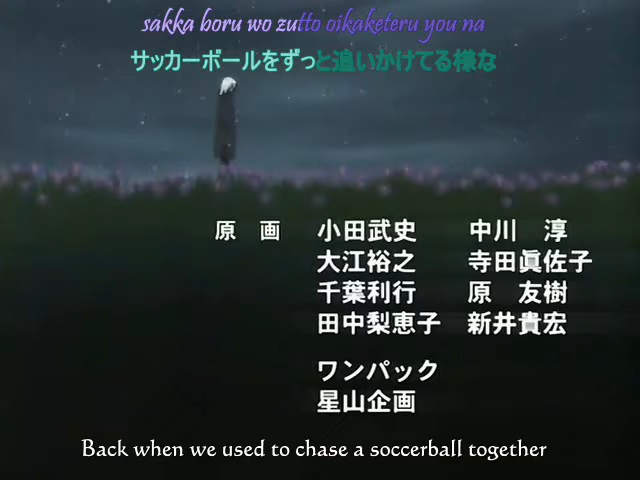 sakka boru wo zutto oikaketeru you na
サッカーボールをずっと追いかけてる様な
原　画　小田武史　中川　淳
大江裕之　寺田眞佐子
千葉利行　原　友樹
田中梨恵子　新井貴宏
ワンパック
星山企画
Back when we used to chase a soccerball together